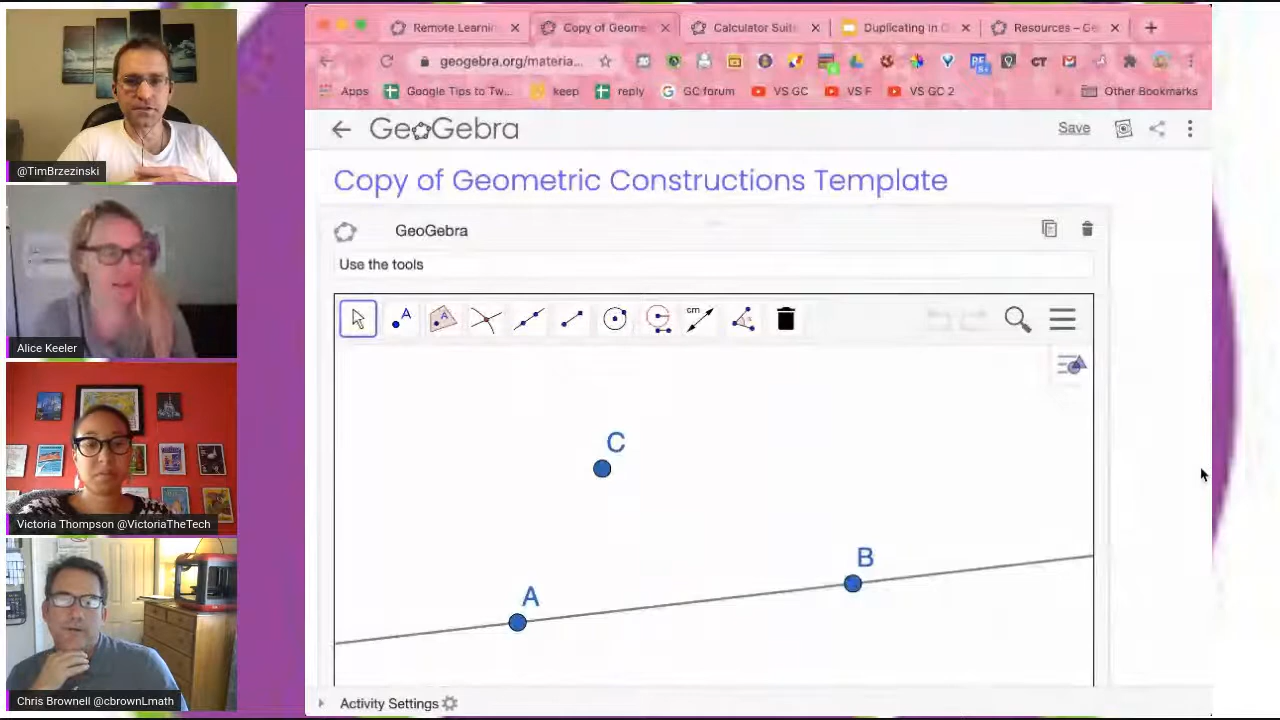 @TimBrzezinski
Alice Keeler
Victoria Thompson @VictoriaTheTech
Chris Brownell @cbrownLmath
Remote Learnin
Copy of Geome
Calculator Suite
Duplicating in
Resources – Ge
geogebra.org/materia...
Apps
Google Tips to Tw...
keep
reply
GC forum
VS GC
VS F
VS GC 2
Other Bookmarks
GeoGebra
Save
Copy of Geometric Constructions Template
GeoGebra
Use the tools
A
A
cm
C
B
A
Activity Settings